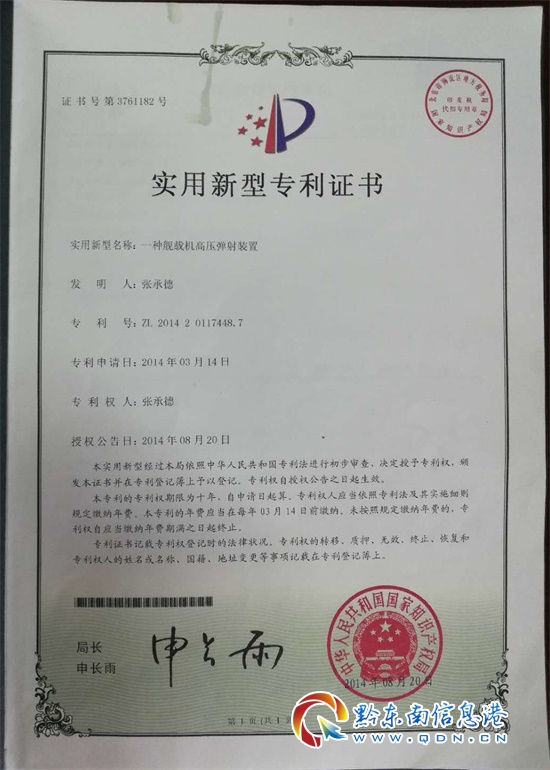 证书号第3761182号
印花税
代扣专用章
实用新型专利证书
实用新型名称：一种舰载机高压弹射装置
发明人：张承德
专利号：ZL 2014 2 0117448.7
专利申请日：2014年03月14日
专利权人：张承德
授权公告日：2014年08月20日
本实用新型经过本局依照中华人民共和国专利法进行初步审查，决定授予专利权，颁
发本证书并在专利登记簿上予以登记。专利权自授权公告之日起生效。
本专利的专利权期限为十年，自申请日起算。专利权人应当依照专利法及其实施细则
规定缴纳年费。本专利的年费应当在每年03月14日前缴纳。未按照规定缴纳年费的，专利
权自应当缴纳年费期满之日起终止。
专利证书记载专利权登记时的法律状况。专利权的转移、质押、无效、终止、恢复和
专利权人的姓名或名称、国籍、地址变更等事项记载在专利登记簿上。
局长
申长雨
申长雨
中华人民共和国国家知识产权局
2014年08月20日
第1页(共1
黔东南信息港
WWW.QDN.CN